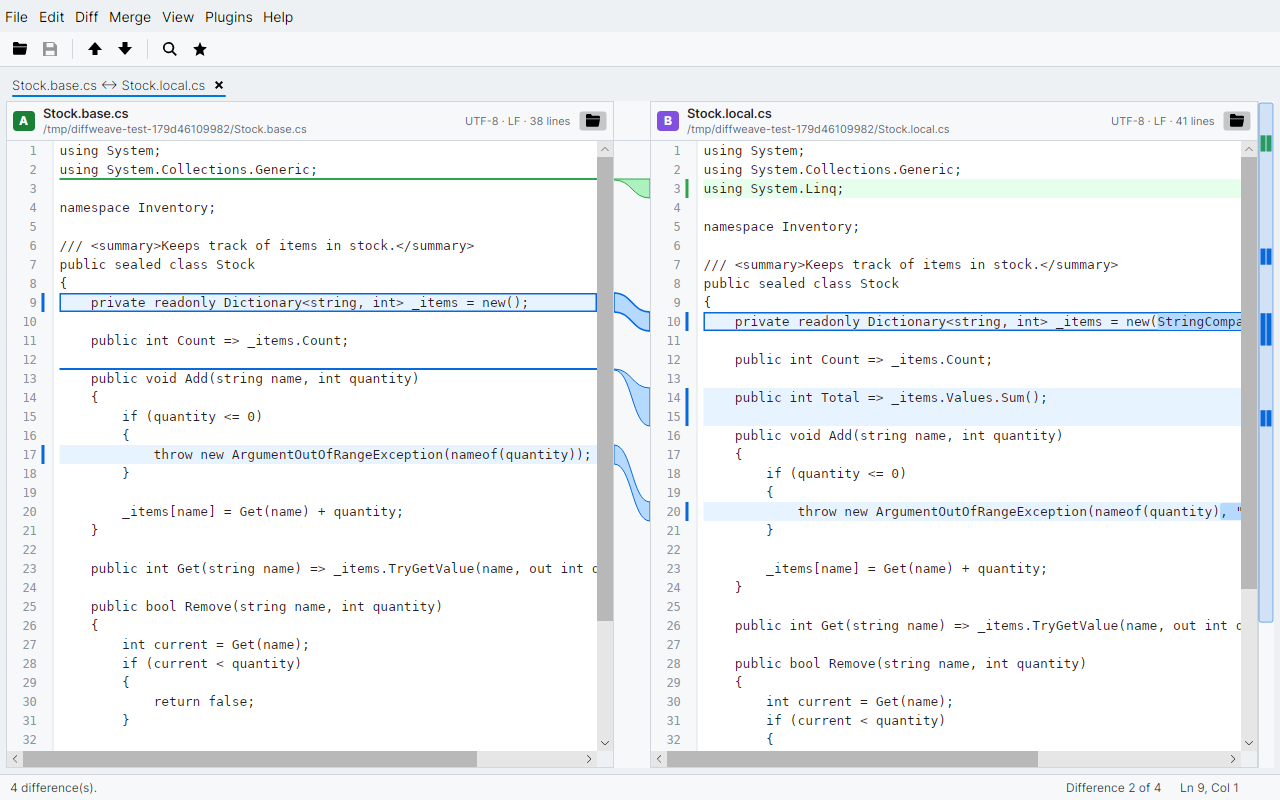 File Edit Diff Merge View Plugins Help
Stock.base.cs ↔ Stock.local.cs ×
A Stock.base.cs
/tmp/diffweave-test-179d46109982/Stock.base.cs
UTF-8 · LF · 38 lines
1 using System;
2 using System.Collections.Generic;
3
4 namespace Inventory;
5
6 /// <summary>Keeps track of items in stock.</summary>
7 public sealed class Stock
8 {
9     private readonly Dictionary<string, int> _items = new();
10
11     public int Count => _items.Count;
12
13     public void Add(string name, int quantity)
14     {
15         if (quantity <= 0)
16         {
17             throw new ArgumentOutOfRangeException(nameof(quantity));
18         }
19
20         _items[name] = Get(name) + quantity;
21     }
22
23     public int Get(string name) => _items.TryGetValue(name, out int
24
25     public bool Remove(string name, int quantity)
26     {
27         int current = Get(name);
28         if (current < quantity)
29         {
30             return false;
31         }
32
B Stock.local.cs
/tmp/diffweave-test-179d46109982/Stock.local.cs
UTF-8 · LF · 41 lines
1 using System;
2 using System.Collections.Generic;
3 using System.Linq;
4
5 namespace Inventory;
6
7 /// <summary>Keeps track of items in stock.</summary>
8 public sealed class Stock
9 {
10     private readonly Dictionary<string, int> _items = new(StringCompa
11
12     public int Count => _items.Count;
13
14     public int Total => _items.Values.Sum();
15
16     public void Add(string name, int quantity)
17     {
18         if (quantity <= 0)
19         {
20             throw new ArgumentOutOfRangeException(nameof(quantity), "
21         }
22
23         _items[name] = Get(name) + quantity;
24     }
25
26     public int Get(string name) => _items.TryGetValue(name, out int
27
28     public bool Remove(string name, int quantity)
29     {
30         int current = Get(name);
31         if (current < quantity)
32         {
4 difference(s).
Difference 2 of 4 Ln 9, Col 1